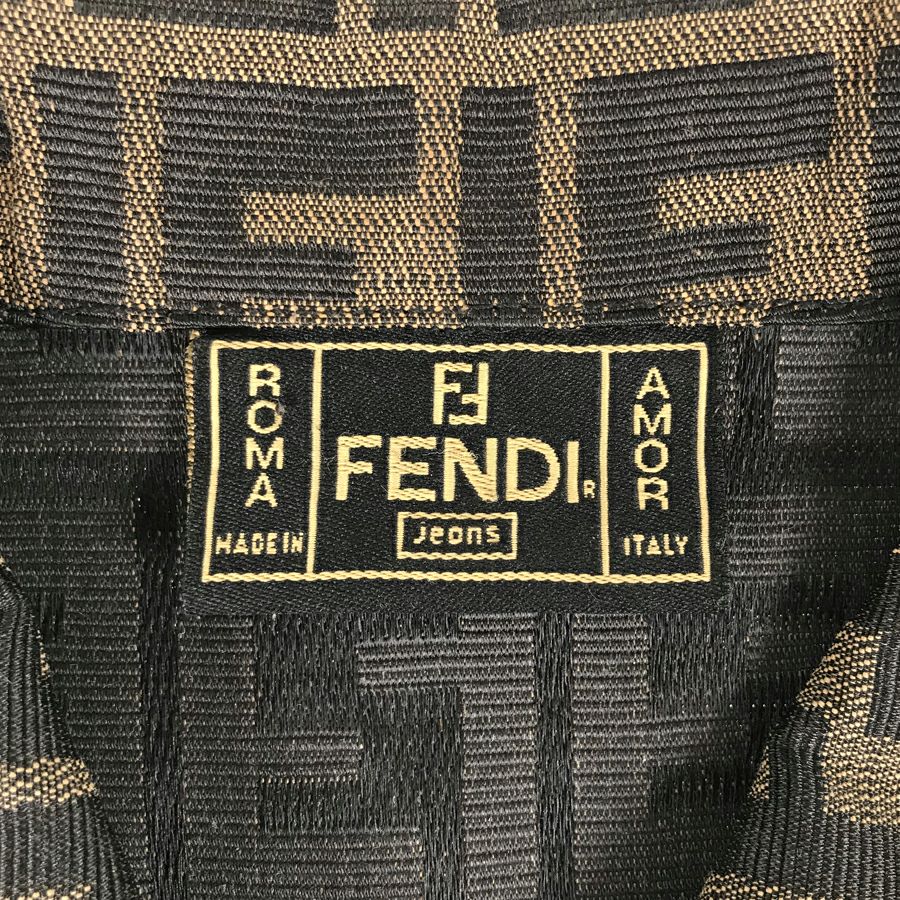 ROMA
MADE IN
FF
FENDI R
Jeans
AMOR
ITALY